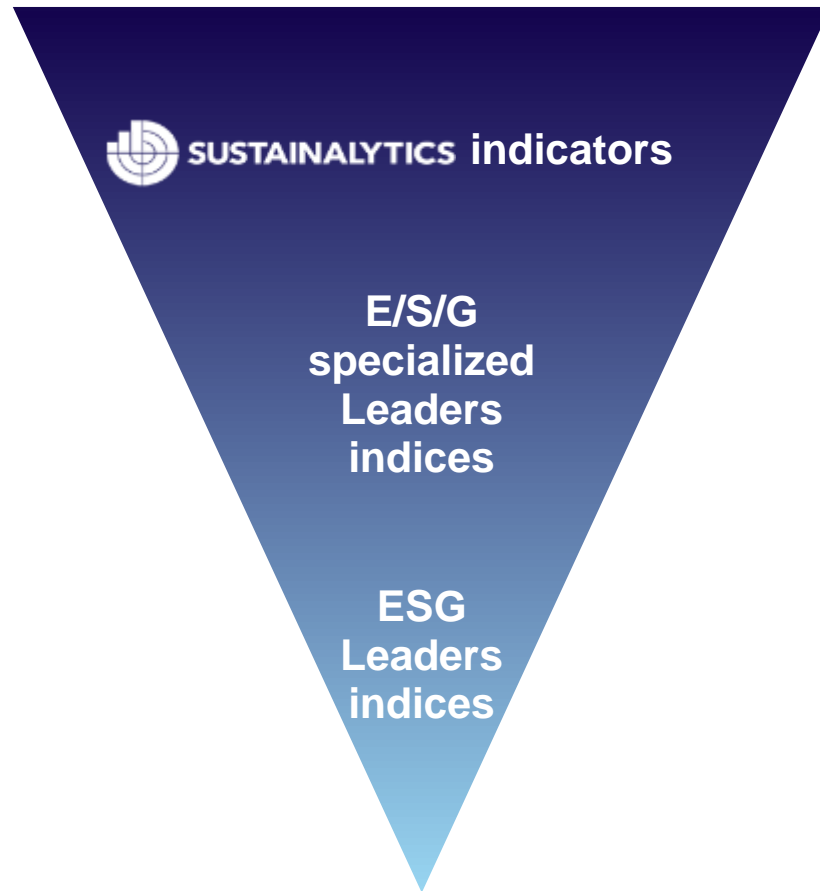 SUSTAINALYTICS indicators
E/S/G
specialized
Leaders
indices
ESG
Leaders
indices